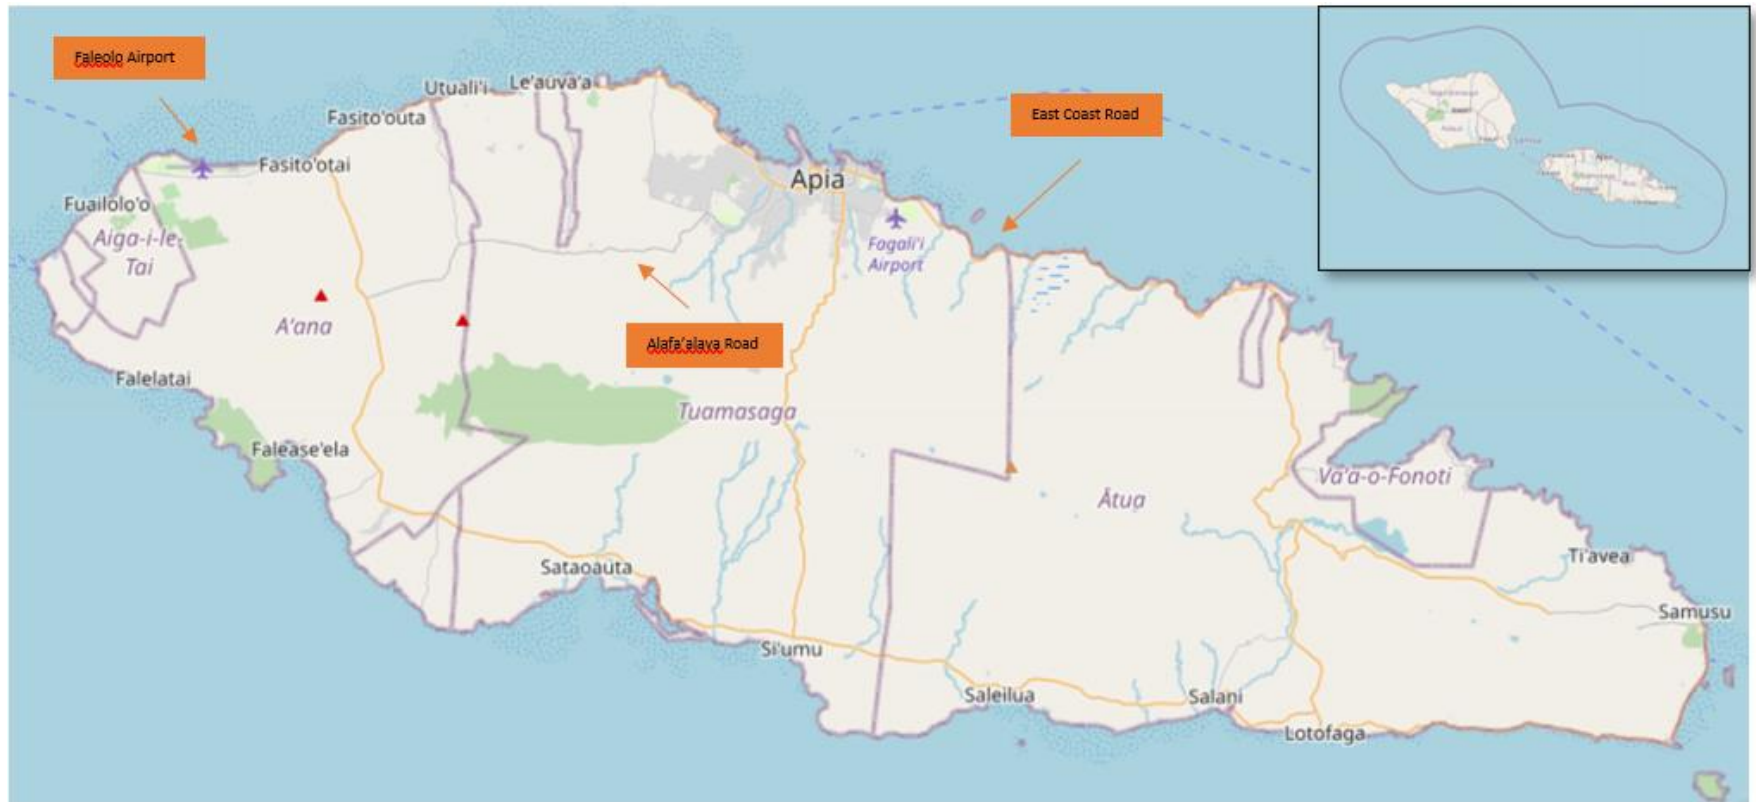 Faleolo Airport
Utuali'i
Le'auva'a
Fasito'outa
East Coast Road
Fasito'otai
Apia
Fuailolo'o
Fagali'i
Airport
Aiga-i-le-
Tai
A'ana
Alafa'alava Road
Falelatai
Tuamasaga
Falease'ela
Va'a-o-Fonoti
Ātua
Sataoauta
Ti'avea
Samusu
Si'umu
Saleilua
Salani
Lotofaga